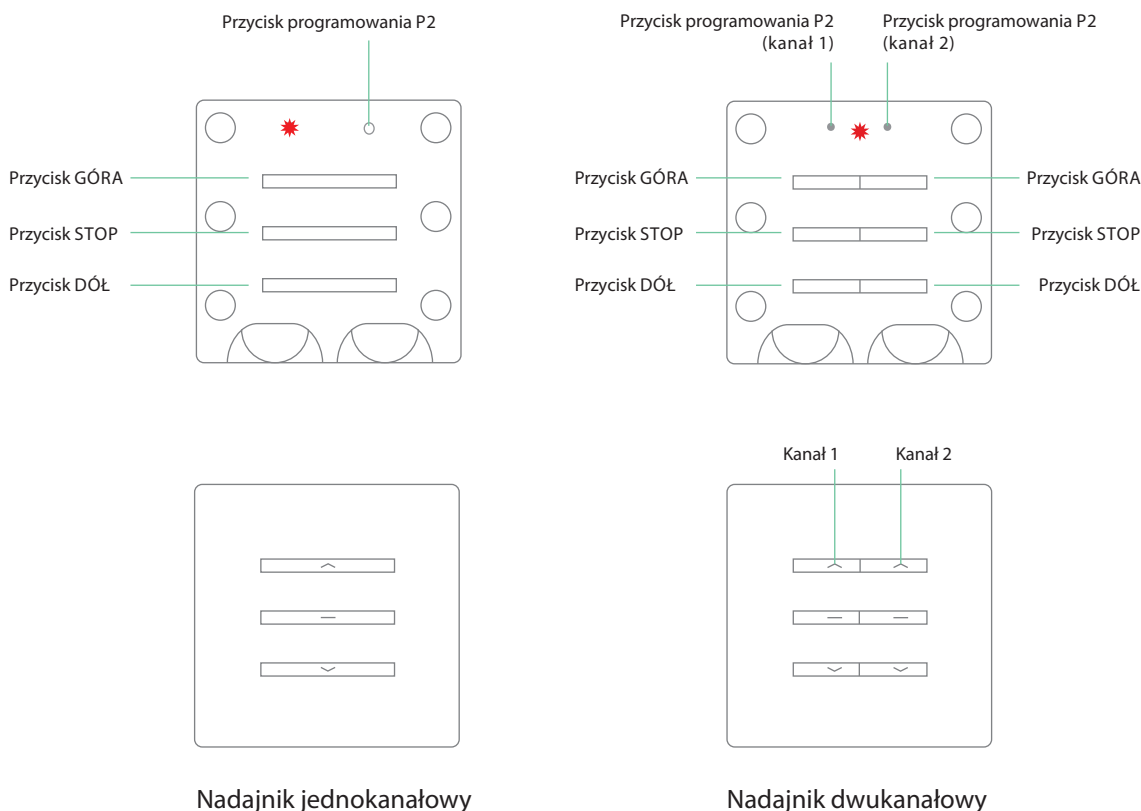 Przycisk programowania P2
Przycisk GÓRA
Przycisk STOP
Przycisk DÓŁ
Przycisk programowania P2
(kanał 1)
Przycisk programowania P2
(kanał 2)
Przycisk GÓRA
Przycisk STOP
Przycisk DÓŁ
Przycisk GÓRA
Przycisk STOP
Przycisk DÓŁ
Kanał 1
Kanał 2
Nadajnik jednokanałowy
Nadajnik dwukanałowy